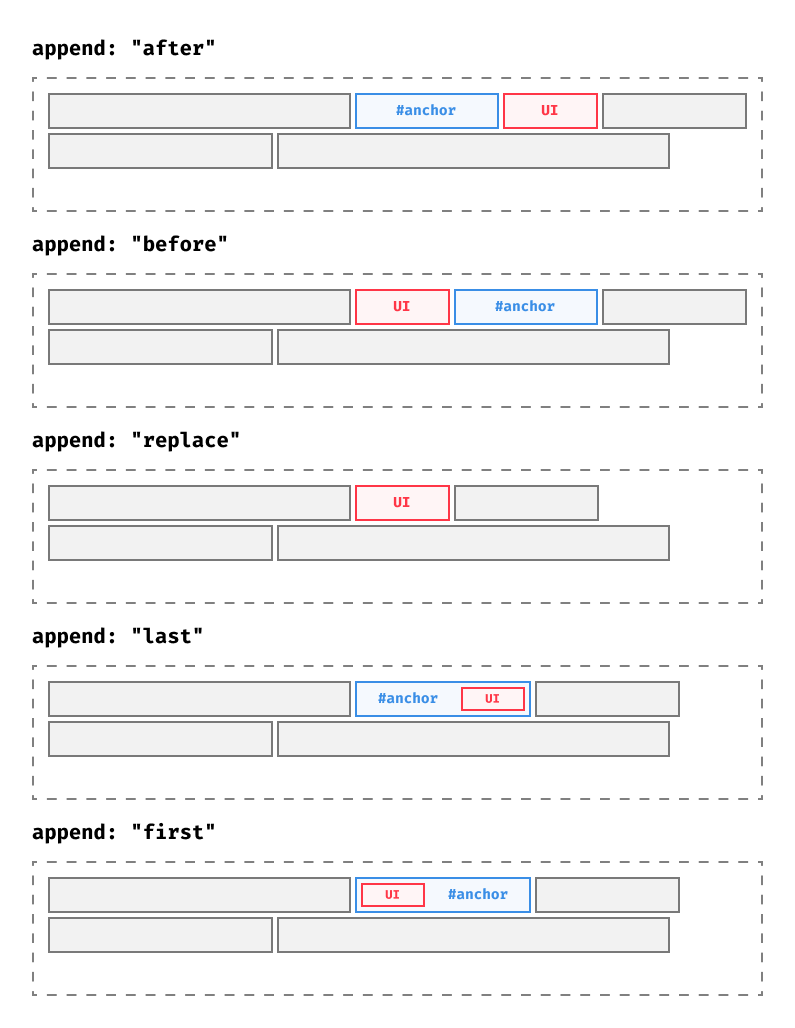 append: "after"
#anchor UI
append: "before"
UI #anchor
append: "replace"
UI
append: "last"
#anchor UI
append: "first"
UI #anchor